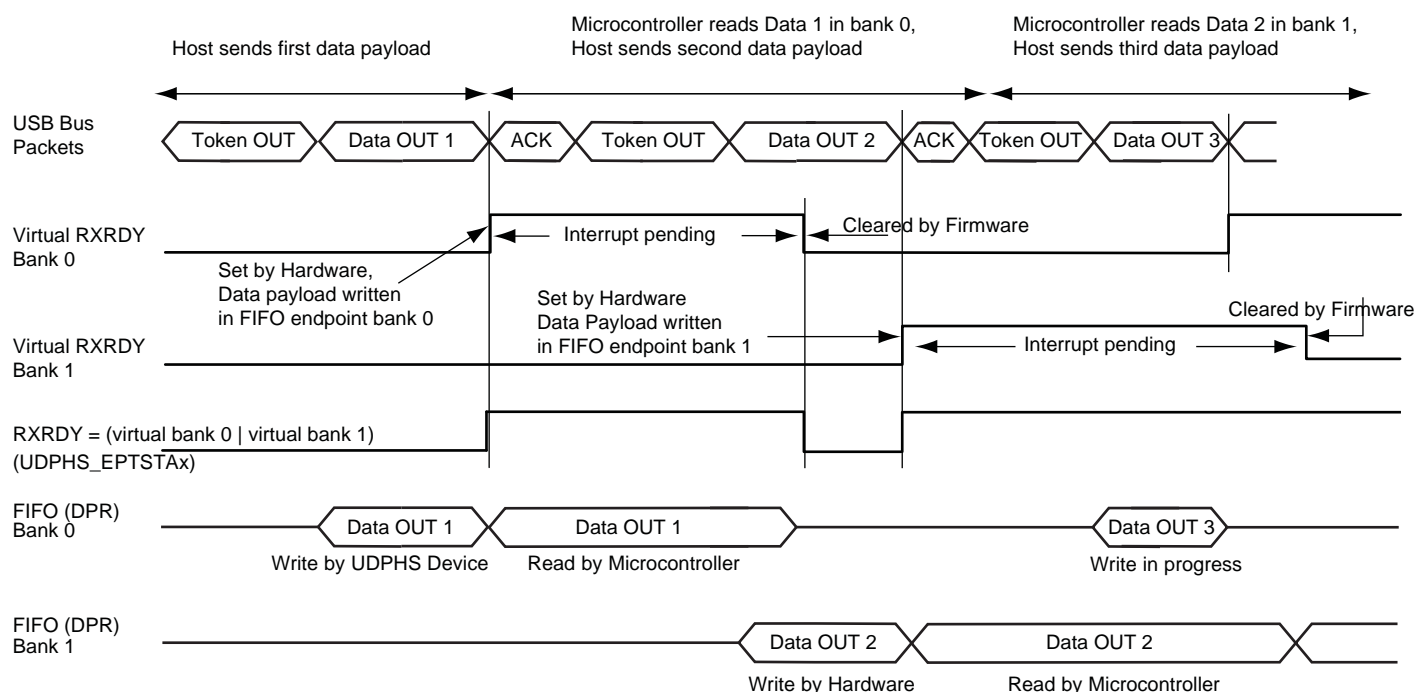 Host sends first data payload
Microcontroller reads Data 1 in bank 0,
Host sends second data payload
Microcontroller reads Data 2 in bank 1,
Host sends third data payload
USB Bus
Packets
Token OUT
Data OUT 1
ACK
Token OUT
Data OUT 2
ACK
Token OUT
Data OUT 3
Virtual RXRDY
Bank 0
Interrupt pending
Cleared by Firmware
Set by Hardware,
Data payload written
in FIFO endpoint bank 0
Set by Hardware
Data Payload written
in FIFO endpoint bank 1
Cleared by Firmware
Virtual RXRDY
Bank 1
Interrupt pending
RXRDY = (virtual bank 0 | virtual bank 1)
(UDPHS_EPTSTAx)
FIFO (DPR)
Bank 0
Data OUT 1
Data OUT 1
Data OUT 3
Write by UDPHS Device
Read by Microcontroller
Write in progress
FIFO (DPR)
Bank 1
Data OUT 2
Data OUT 2
Write by Hardware
Read by Microcontroller